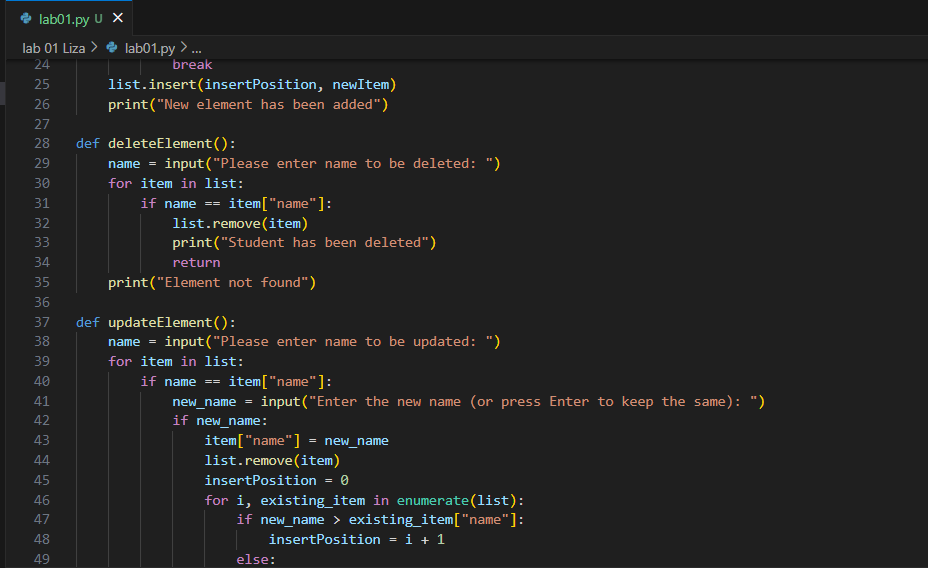 lab01.py U ×
lab 01 Liza > lab01.py > ...
24 break
25 list.insert(insertPosition, newItem)
26 print("New element has been added")
27
28 def deleteElement():
29 name = input("Please enter name to be deleted: ")
30 for item in list:
31 if name == item["name"]:
32 list.remove(item)
33 print("Student has been deleted")
34 return
35 print("Element not found")
36
37 def updateElement():
38 name = input("Please enter name to be updated: ")
39 for item in list:
40 if name == item["name"]:
41 new_name = input("Enter the new name (or press Enter to keep the same): ")
42 if new_name:
43 item["name"] = new_name
44 list.remove(item)
45 insertPosition = 0
46 for i, existing_item in enumerate(list):
47 if new_name > existing_item["name"]:
48 insertPosition = i + 1
49 else: